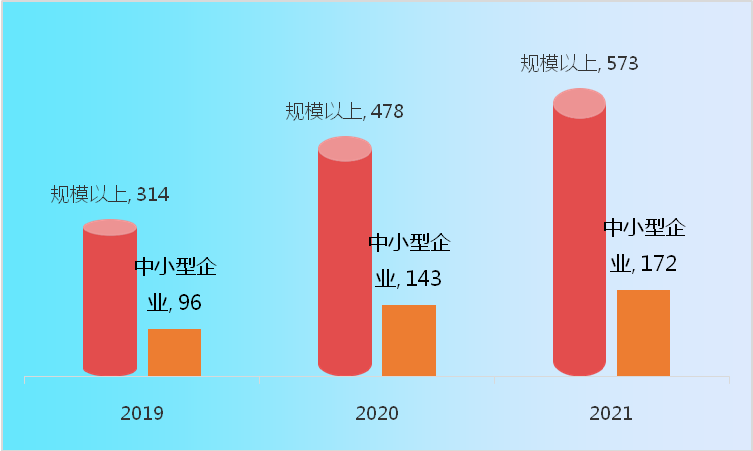 规模以上, 573
规模以上, 478
规模以上, 314
中小型企
业, 172
中小型企
业, 143
中小型企
业, 96
2019
2020
2021